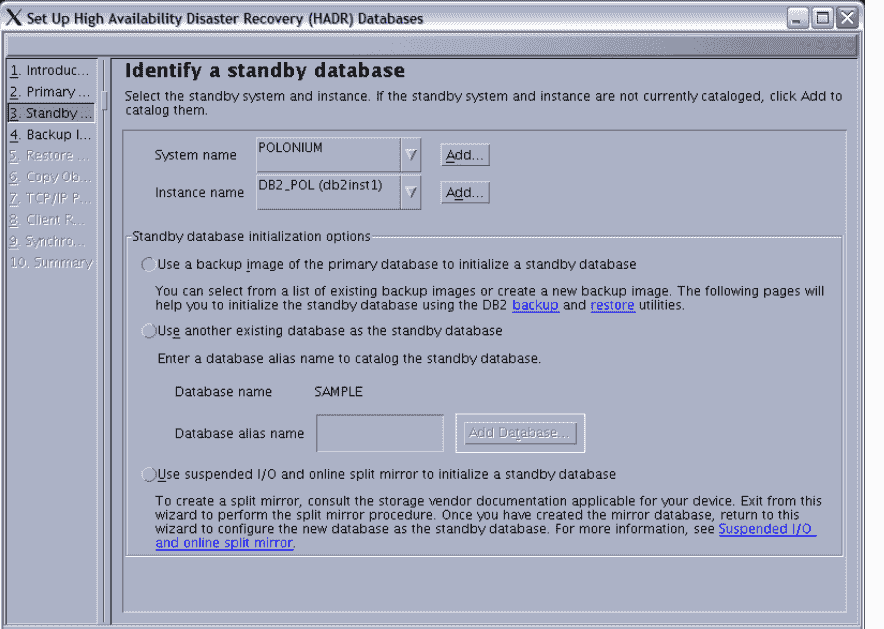 X Set Up High Availability Disaster Recovery (HADR) Databases
1. Introduc...
2. Primary ...
3. Standby ...
4. Backup I...
5. Restore ...
6. Copy Ob...
7. TCP/IP P...
8. Client R...
9. Synchro...
10. Summary
Identify a standby database
Select the standby system and instance. If the standby system and instance are not currently cataloged, click Add to
catalog them.
System name POLONIUM Add...
Instance name DB2_POL (db2inst1) Add...
Standby database initialization options
Use a backup image of the primary database to initialize a standby database
You can select from a list of existing backup images or create a new backup image. The following pages will
help you to initialize the standby database using the DB2 backup and restore utilities.
Use another existing database as the standby database
Enter a database alias name to catalog the standby database.
Database name SAMPLE
Database alias name Add Database...
Use suspended I/O and online split mirror to initialize a standby database
To create a split mirror, consult the storage vendor documentation applicable for your device. Exit from this
wizard to perform the split mirror procedure. Once you have created the mirror database, return to this
wizard to configure the new database as the standby database. For more information, see Suspended I/O
and online split mirror.